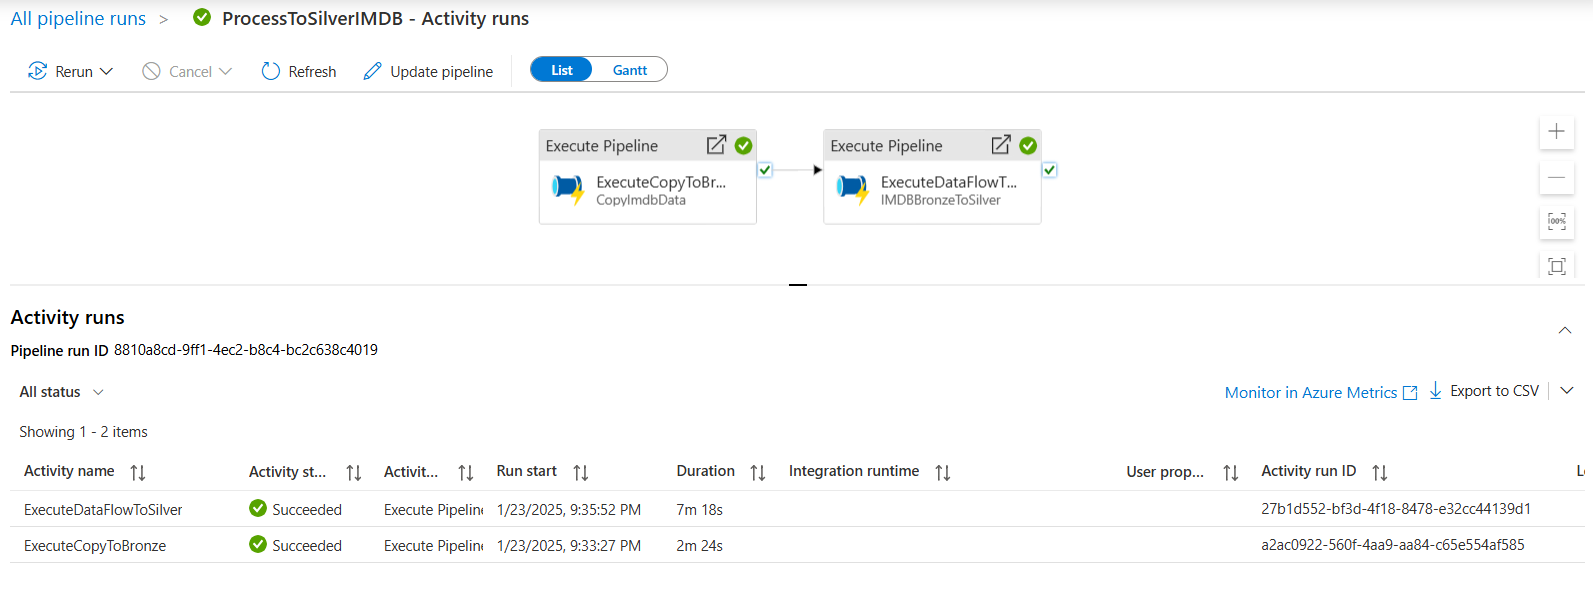 All pipeline runs > ProcessToSilverIMDB - Activity runs
Rerun Cancel Refresh Update pipeline List Gantt
Execute Pipeline
ExecuteCopyToBr...
CopyImdbData
Execute Pipeline
ExecuteDataFlowT...
IMDBBronzeToSilver
100%
Activity runs
Pipeline run ID 8810a8cd-9ff1-4ec2-b8c4-bc2c638c4019
All status
Monitor in Azure Metrics Export to CSV
Showing 1 - 2 items
Activity name Activity st... Activit... Run start Duration Integration runtime User prop... Activity run ID L
ExecuteDataFlowToSilver Succeeded Execute Pipeline 1/23/2025, 9:35:52 PM 7m 18s 27b1d552-bf3d-4f18-8478-e32cc44139d1
ExecuteCopyToBronze Succeeded Execute Pipeline 1/23/2025, 9:33:27 PM 2m 24s a2ac0922-560f-4aa9-aa84-c65e554af585